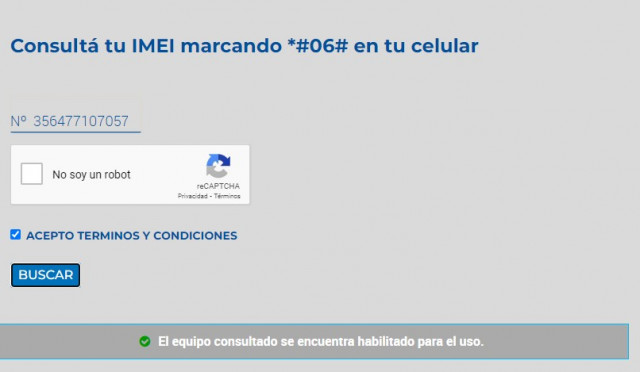 Consultá tu IMEI marcando *#06# en tu celular
Nº 356477107057
No soy un robot
reCAPTCHA
Privacidad - Términos
ACEPTO TERMINOS Y CONDICIONES
BUSCAR
El equipo consultado se encuentra habilitado para el uso.